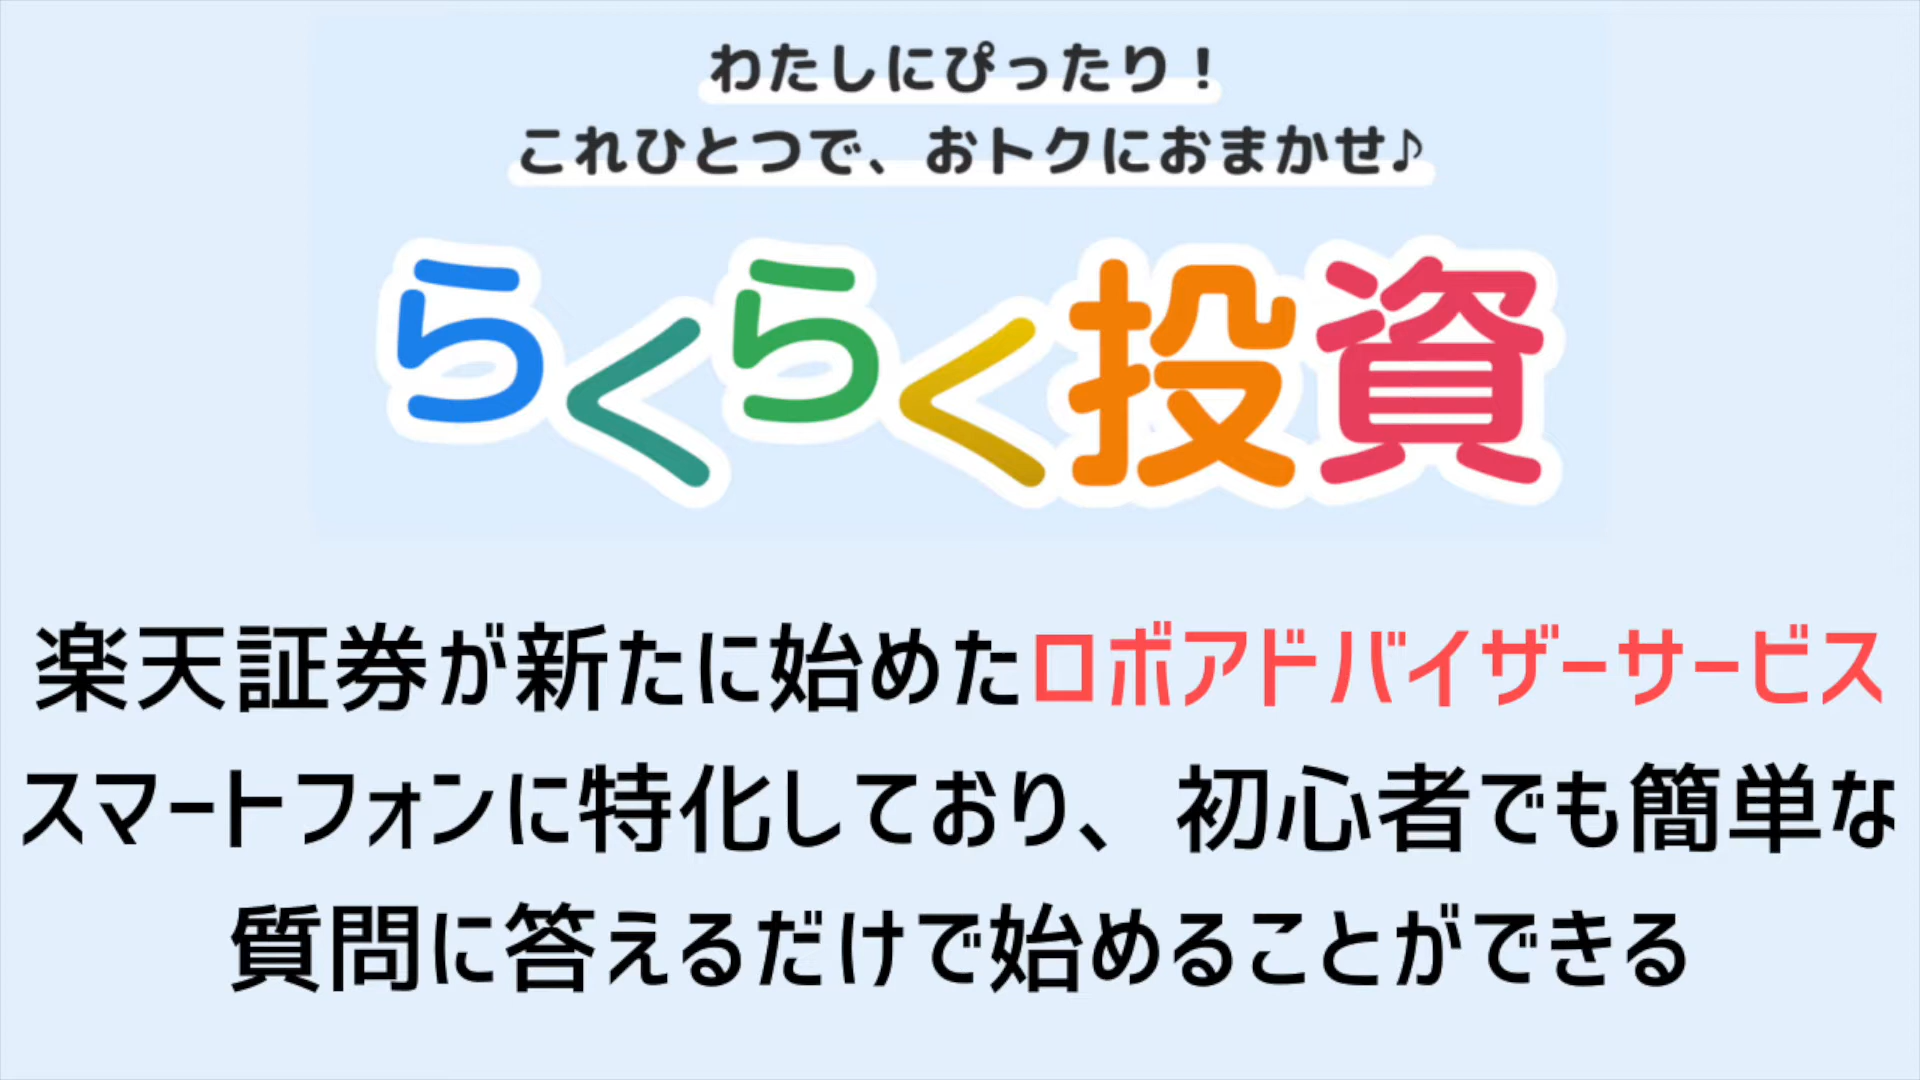 わたしにぴったり！
これひとつで、おトクにおまかせ♪
らくらく投資
楽天証券が新たに始めたロボアドバイザーサービス
スマートフォンに特化しており、初心者でも簡単な
質問に答えるだけで始めることができる